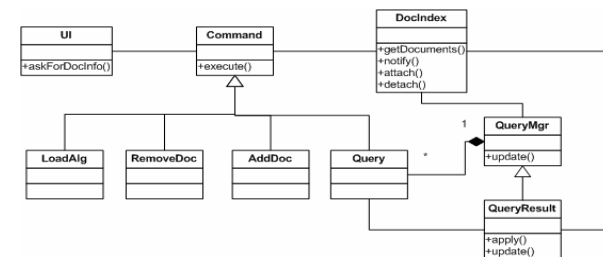 DocIndex
UI
Command
+getDocuments()
+notify()
+attach()
+detach()
+askForDocInfo()
+execute()
1
QueryMgr
+update()
*
LoadAlg
RemoveDoc
AddDoc
Query
QueryResult
+apply()
+update()